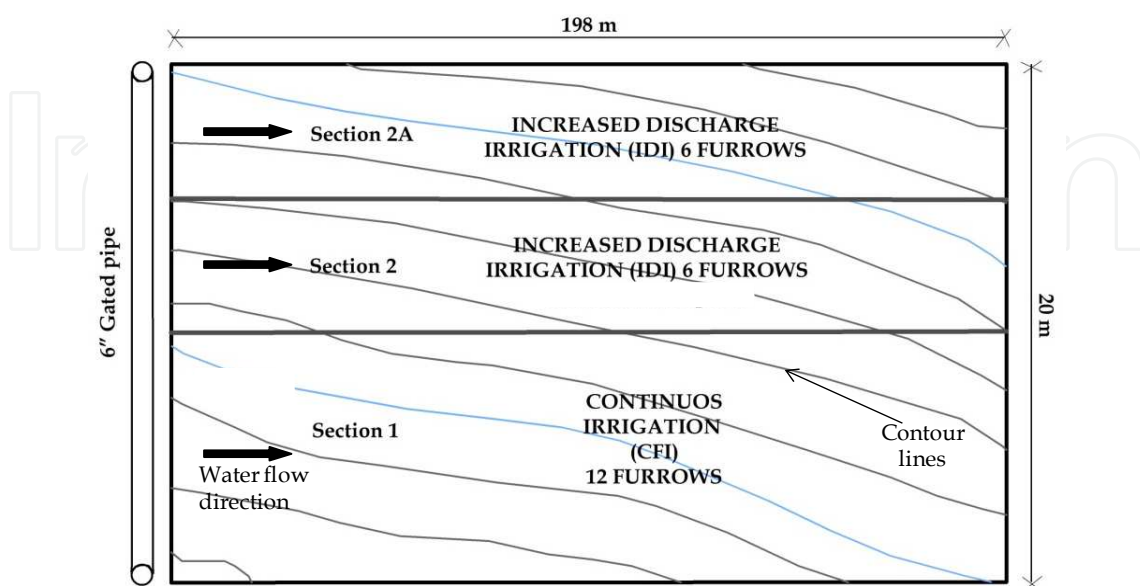 198 m
Section 2A
INCREASED DISCHARGE
IRRIGATION (IDI) 6 FURROWS
6” Gated pipe
Section 2
INCREASED DISCHARGE
IRRIGATION (IDI) 6 FURROWS
20 m
Section 1
CONTINUOS
IRRIGATION
(CFI)
12 FURROWS
Contour
lines
Water flow
direction